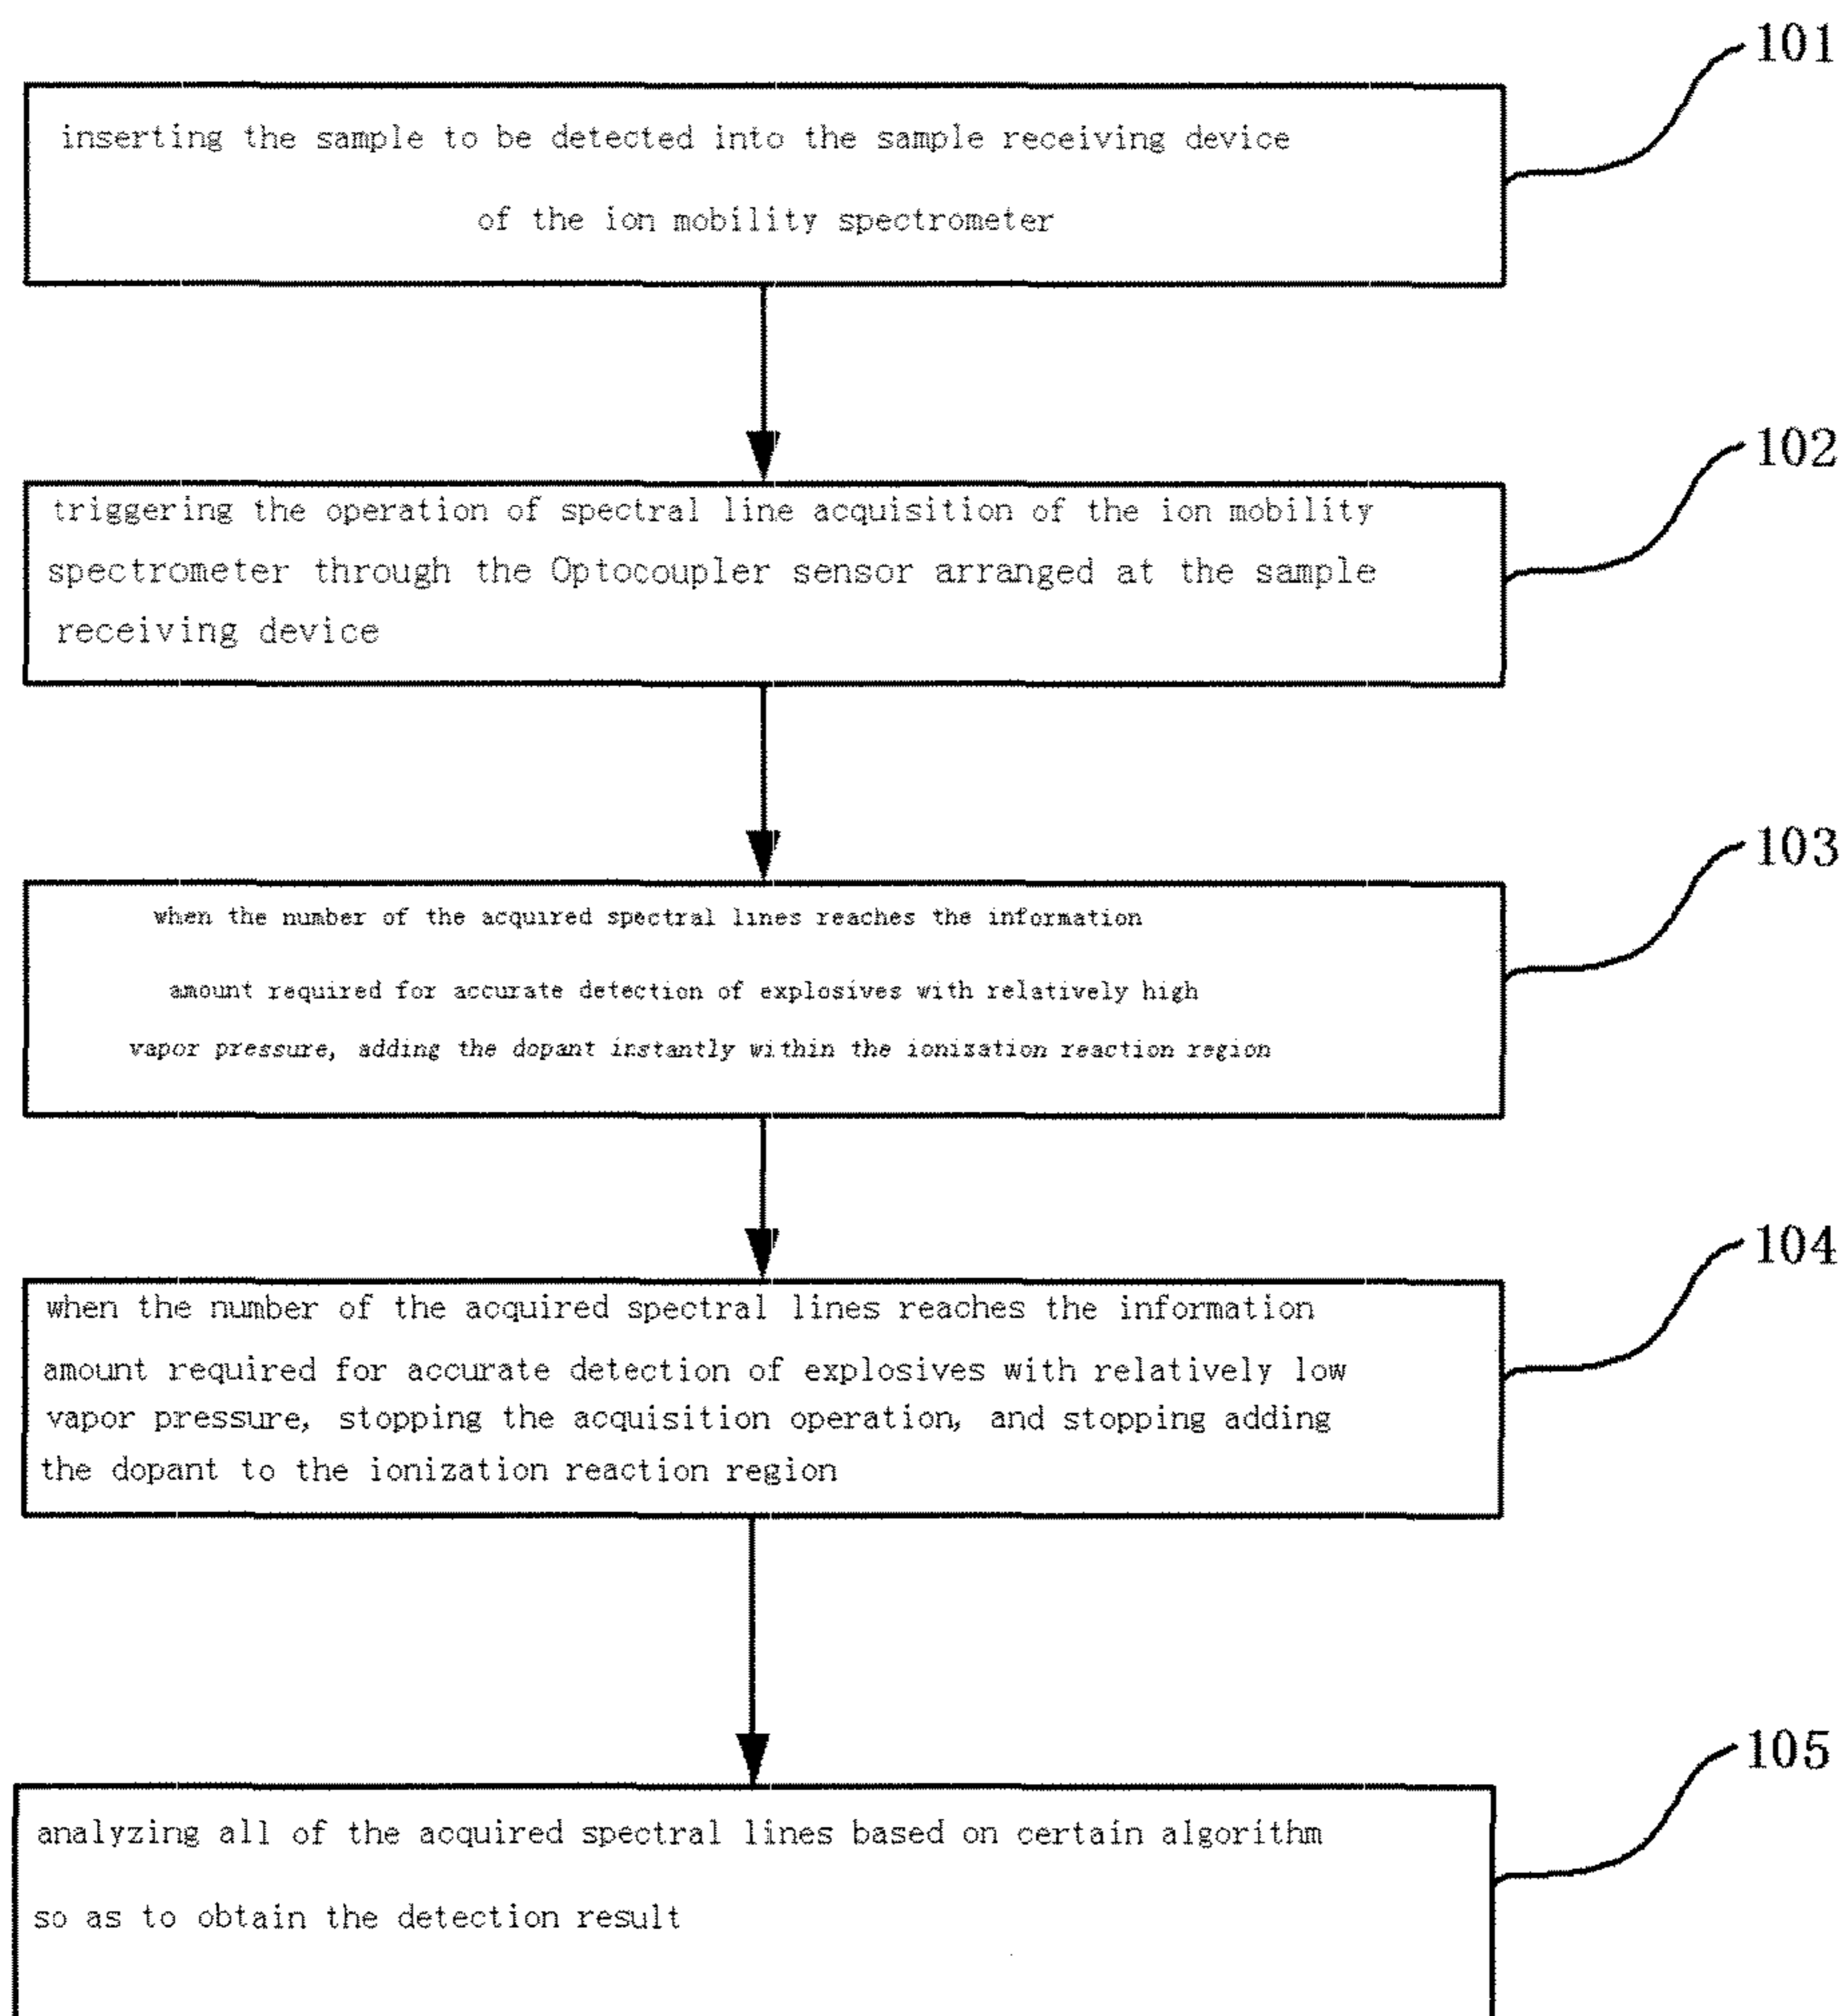 101
inserting the sample to be detected into the sample receiving device
of the ion mobility spectrometer
102
triggering the operation of spectral line acquisition of the ion mobility
spectrometer through the Optocoupler sensor arranged at the sample
receiving device
103
when the number of the acquired spectral lines reaches the information
amount required for accurate detection of explosives with relatively high
vapor pressure, adding the dopant instantly within the ionization reaction region
104
when the number of the acquired spectral lines reaches the information
amount required for accurate detection of explosives with relatively low
vapor pressure, stopping the acquisition operation, and stopping adding
the dopant to the ionization reaction region
105
analyzing all of the acquired spectral lines based on certain algorithm
so as to obtain the detection result